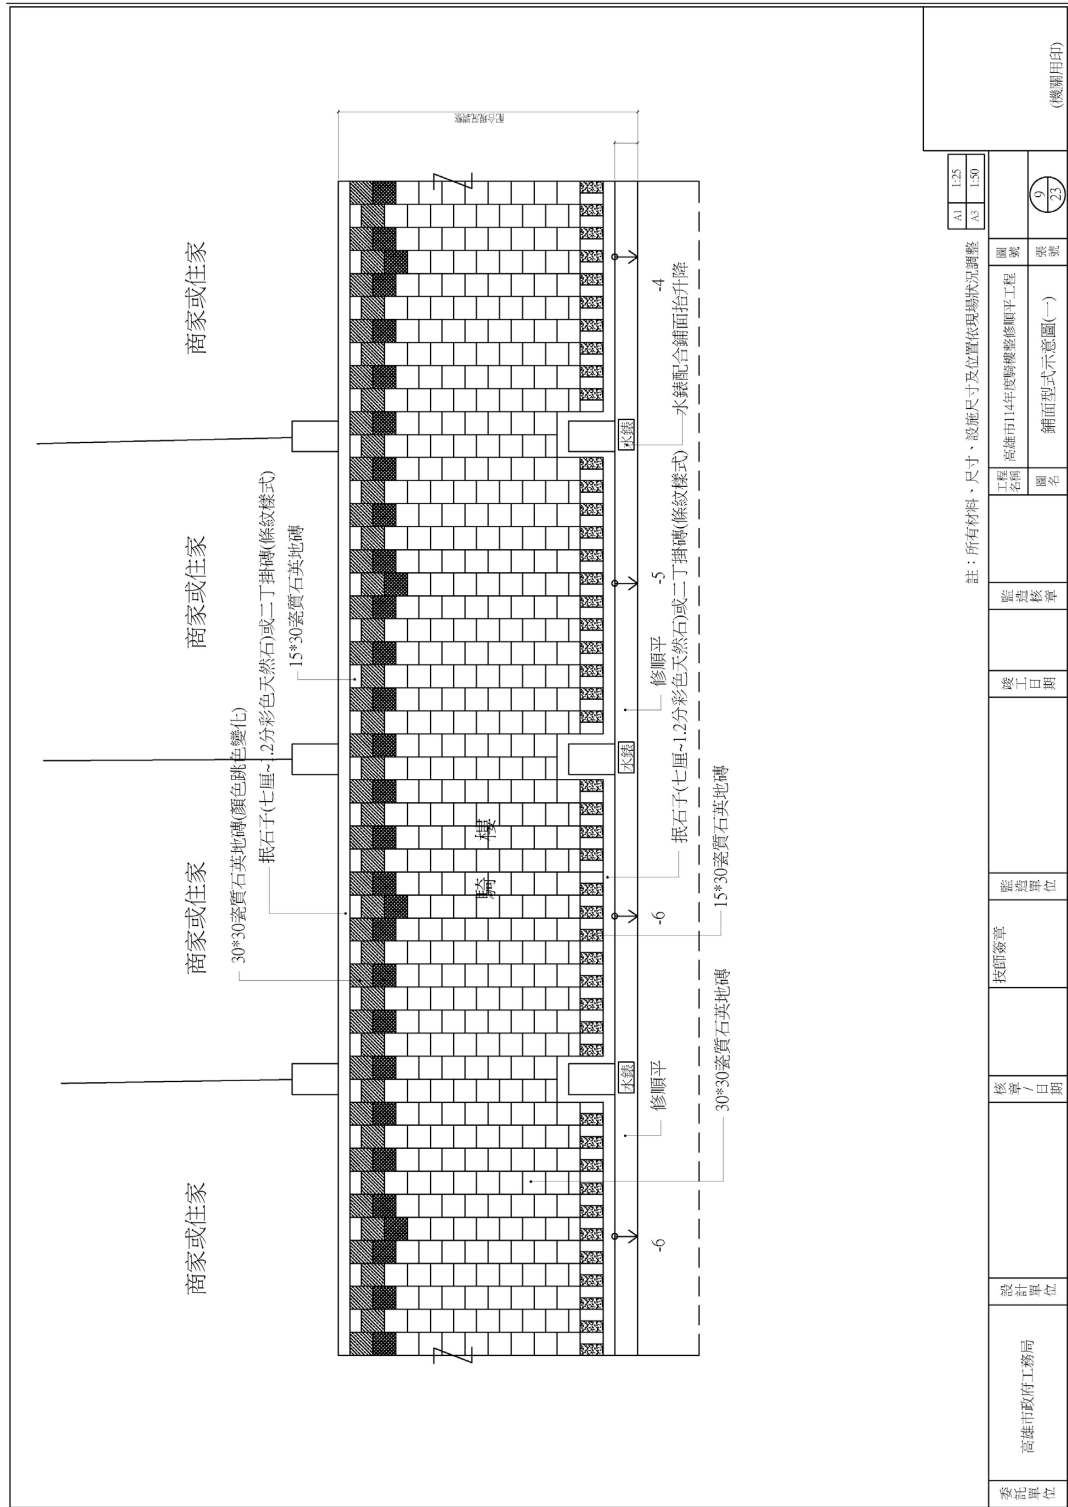 商家或住家
商家或住家
商家或住家
商家或住家
30*30瓷質石英地磚(顏色跳色變化)
抿石子(七厘~1.2分彩色天然石)或二丁掛磚(條紋樣式)
15*30瓷質石英地磚
配合現況調整
騎 樓
水錶
水錶
水錶
-6
-6
-5
-4
修順平
修順平
水錶配合鋪面抬升降
抿石子(七厘~1.2分彩色天然石)或二丁掛磚(條紋樣式)
15*30瓷質石英地磚
30*30瓷質石英地磚
註：所有材料、尺寸、設施尺寸及位置依現場狀況調整
A1 1:25
A3 1:50
委託單位
高雄市政府工務局
設計單位
核章/日期
技師簽章
監造單位
竣工日期
監造核章
工程名稱
高雄市114年度騎樓整修順平工程
圖名
鋪面型式示意圖(一)
圖號
張號
9
23
(機關用印)